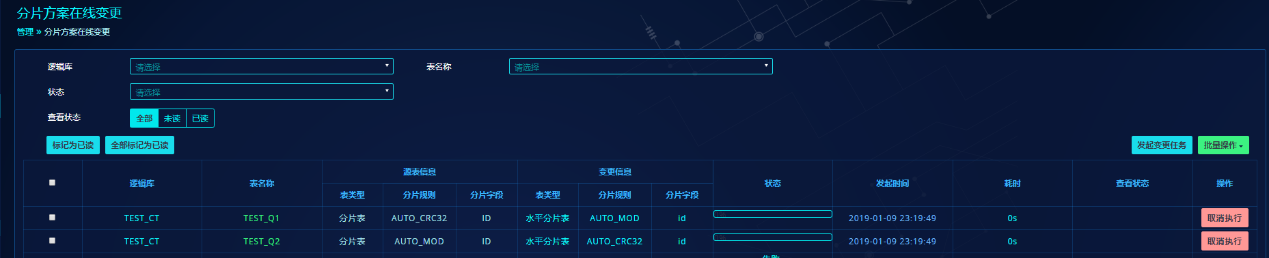 分片方案在线变更
管理 » 分片方案在线变更
逻辑库 请选择 表名称 请选择
状态 请选择
查看状态 全部 未读 已读
标记为已读 全部标记为已读 发起变更任务 批量操作
逻辑库 表名称 源表信息 变更信息 状态 发起时间 耗时 查看状态 操作
表类型 分片规则 分片字段 表类型 分片规则 分片字段
TEST_CT TEST_Q1 分片表 AUTO_CRC32 ID 水平分片表 AUTO_MOD id 2019-01-09 23:19:49 0s 取消执行
TEST_CT TEST_Q2 分片表 AUTO_MOD ID 水平分片表 AUTO_CRC32 id 2019-01-09 23:19:49 0s 取消执行